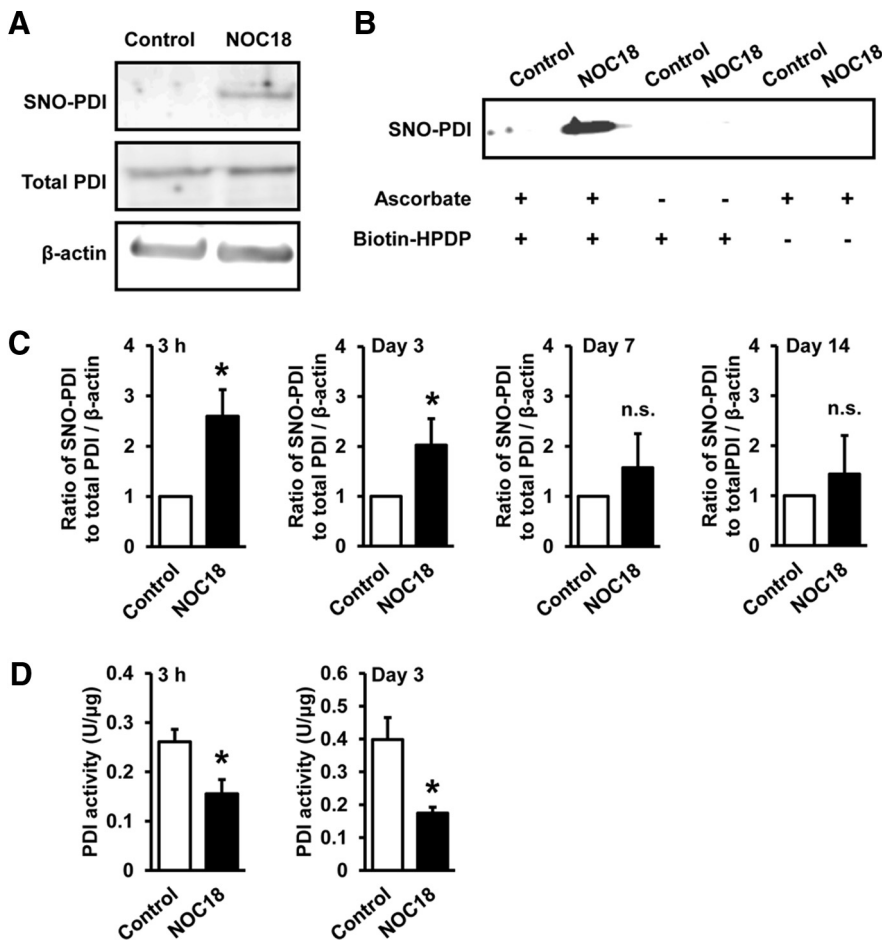 A
Control NOC18
SNO-PDI
Total PDI
β-actin
B
Control NOC18 Control NOC18 Control NOC18
SNO-PDI
Ascorbate + + - - + +
Biotin-HPDP + + + + - -
C
Ratio of SNO-PDI
to total PDI / β-actin
4
3
2
1
0
3 h
*
Control NOC18
Ratio of SNO-PDI
to total PDI / β-actin
4
3
2
1
0
Day 3
*
Control NOC18
Ratio of SNO-PDI
to total PDI / β-actin
4
3
2
1
0
Day 7
n.s.
Control NOC18
Ratio of SNO-PDI
to totalPDI / β-actin
4
3
2
1
0
Day 14
n.s.
Control NOC18
D
PDI activity (U/μg)
0.4
0.3
0.2
0.1
0
3 h
*
Control NOC18
PDI activity (U/μg)
0.6
0.5
0.4
0.3
0.2
0.1
0
Day 3
*
Control NOC18